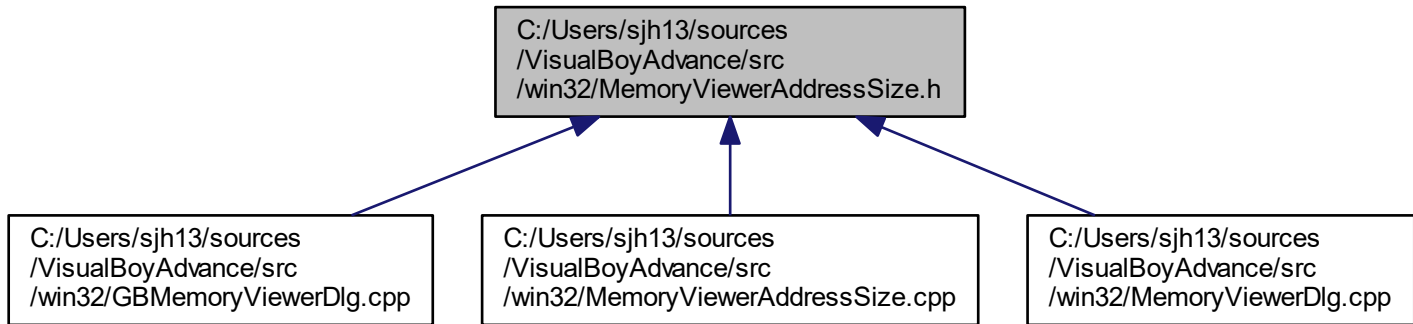 C:/Users/sjh13/sources
/VisualBoyAdvance/src
/win32/MemoryViewerAddressSize.h
C:/Users/sjh13/sources
/VisualBoyAdvance/src
/win32/GBMemoryViewerDlg.cpp
C:/Users/sjh13/sources
/VisualBoyAdvance/src
/win32/MemoryViewerAddressSize.cpp
C:/Users/sjh13/sources
/VisualBoyAdvance/src
/win32/MemoryViewerDlg.cpp